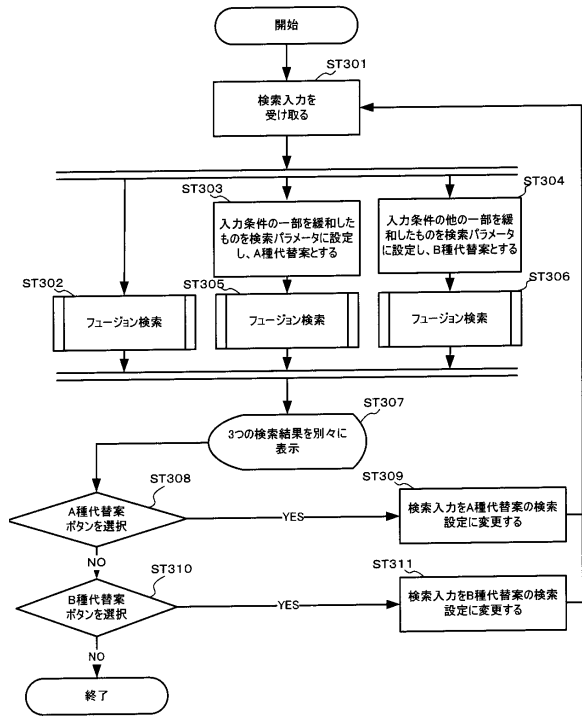 開始
ST301
検索入力を
受け取る
ST303
入力条件の一部を緩和した
ものを検索パラメータに設定
し、A種代替案とする
ST304
入力条件の他の一部を緩
和したものを検索パラメータ
に設定し、B種代替案とする
ST302
フュージョン検索
ST305
フュージョン検索
ST306
フュージョン検索
ST307
3つの検索結果を別々に
表示
ST308
A種代替案
ボタンを選択
YES
ST309
検索入力をA種代替案の検索
設定に変更する
NO
ST310
B種代替案
ボタンを選択
YES
ST311
検索入力をB種代替案の検索
設定に変更する
NO
終了